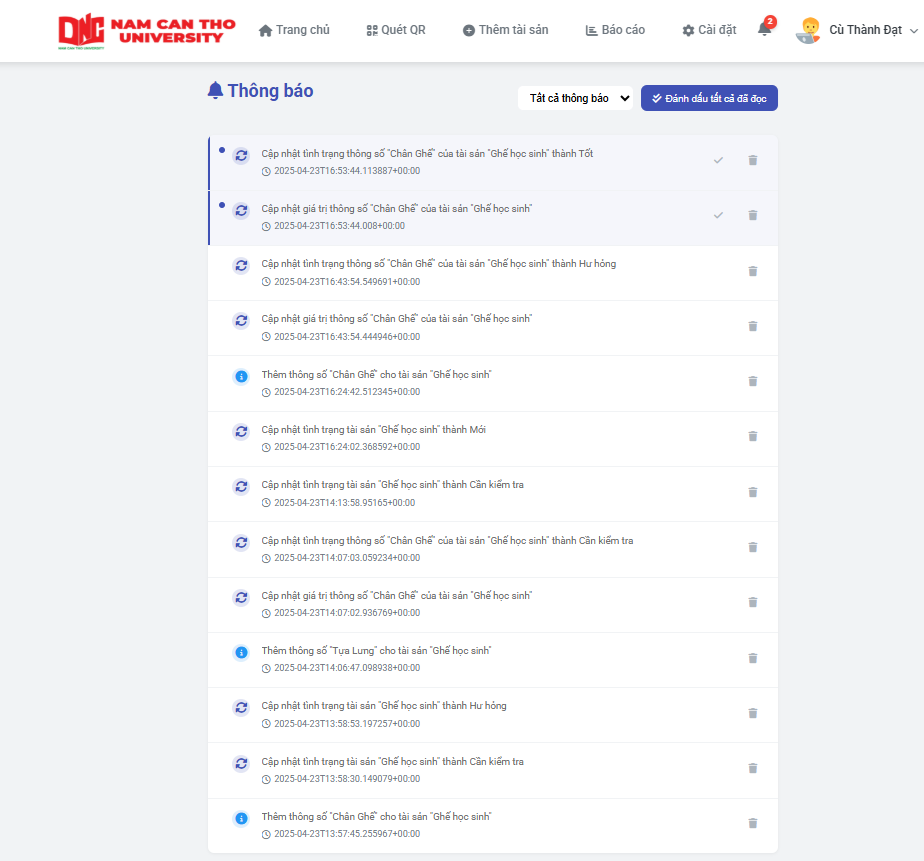 NAM CAN THO
UNIVERSITY
NAM CAN THO UNIVERSITY
Trang chủ
Quét QR
Thêm tài sản
Báo cáo
Cài đặt
2
Cù Thành Đạt
Thông báo
Tất cả thông báo
Đánh dấu tất cả đã đọc
Cập nhật tình trạng thông số "Chân Ghế" của tài sản "Ghế học sinh" thành Tốt
2025-04-23T16:53:44.113887+00:00
Cập nhật giá trị thông số "Chân Ghế" của tài sản "Ghế học sinh"
2025-04-23T16:53:44.008+00:00
Cập nhật tình trạng thông số "Chân Ghế" của tài sản "Ghế học sinh" thành Hư hỏng
2025-04-23T16:43:54.549691+00:00
Cập nhật giá trị thông số "Chân Ghế" của tài sản "Ghế học sinh"
2025-04-23T16:43:54.444946+00:00
Thêm thông số "Chân Ghế" cho tài sản "Ghế học sinh"
2025-04-23T16:24:42.512345+00:00
Cập nhật tình trạng tài sản "Ghế học sinh" thành Mới
2025-04-23T16:24:02.368592+00:00
Cập nhật tình trạng tài sản "Ghế học sinh" thành Cần kiểm tra
2025-04-23T14:13:58.95165+00:00
Cập nhật tình trạng thông số "Chân Ghế" của tài sản "Ghế học sinh" thành Cần kiểm tra
2025-04-23T14:07:03.059234+00:00
Cập nhật giá trị thông số "Chân Ghế" của tài sản "Ghế học sinh"
2025-04-23T14:07:02.936769+00:00
Thêm thông số "Tựa Lung" cho tài sản "Ghế học sinh"
2025-04-23T14:06:47.098938+00:00
Cập nhật tình trạng tài sản "Ghế học sinh" thành Hư hỏng
2025-04-23T13:58:53.197257+00:00
Cập nhật tình trạng tài sản "Ghế học sinh" thành Cần kiểm tra
2025-04-23T13:58:30.149079+00:00
Thêm thông số "Chân Ghế" cho tài sản "Ghế học sinh"
2025-04-23T13:57:45.255967+00:00